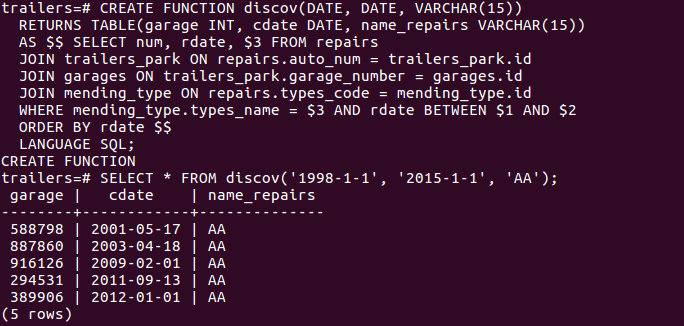 trailers=# CREATE FUNCTION discov(DATE, DATE, VARCHAR(15))
  RETURNS TABLE(garage INT, cdate DATE, name_repairs VARCHAR(15))
  AS $$ SELECT num, rdate, $3 FROM repairs
  JOIN trailers_park ON repairs.auto_num = trailers_park.id
  JOIN garages ON trailers_park.garage_number = garages.id
  JOIN mending_type ON repairs.types_code = mending_type.id
  WHERE mending_type.types_name = $3 AND rdate BETWEEN $1 AND $2
  ORDER BY rdate $$
  LANGUAGE SQL;
CREATE FUNCTION
trailers=# SELECT * FROM discov('1998-1-1', '2015-1-1', 'AA');
 garage |   cdate    | name_repairs
--------+------------+--------------
 588798 | 2001-05-17 | AA
 887860 | 2003-04-18 | AA
 916126 | 2009-02-01 | AA
 294531 | 2011-09-13 | AA
 389906 | 2012-01-01 | AA
(5 rows)